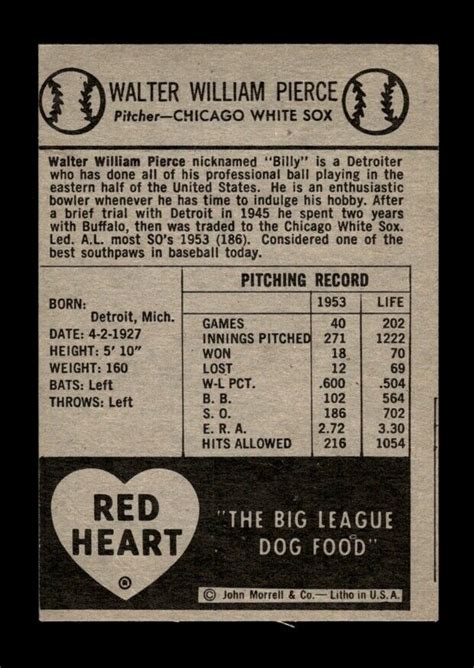 WALTER WILLIAM PIERCE
Pitcher—CHICAGO WHITE SOX
Walter William Pierce nicknamed "Billy" is a Detroiter
who has done all of his professional ball playing in the
eastern half of the United States. He is an enthusiastic
bowler whenever he has time to indulge his hobby. After
a brief trial with Detroit in 1945 he spent two years
with Buffalo, then was traded to the Chicago White Sox.
Led. A.L. most SO's 1953 (186). Considered one of the
best southpaws in baseball today.
BORN:
Detroit, Mich.
DATE: 4-2-1927
HEIGHT: 5' 10"
WEIGHT: 160
BATS: Left
THROWS: Left
PITCHING RECORD
1953 LIFE
GAMES 40 202
INNINGS PITCHED 271 1222
WON 18 70
LOST 12 69
W-L PCT. .600 .504
B. B. 102 564
S. O. 186 702
E. R. A. 2.72 3.30
HITS ALLOWED 216 1054
RED
HEART
®
"THE BIG LEAGUE
DOG FOOD"
© John Morrell & Co.—Litho in U.S.A.